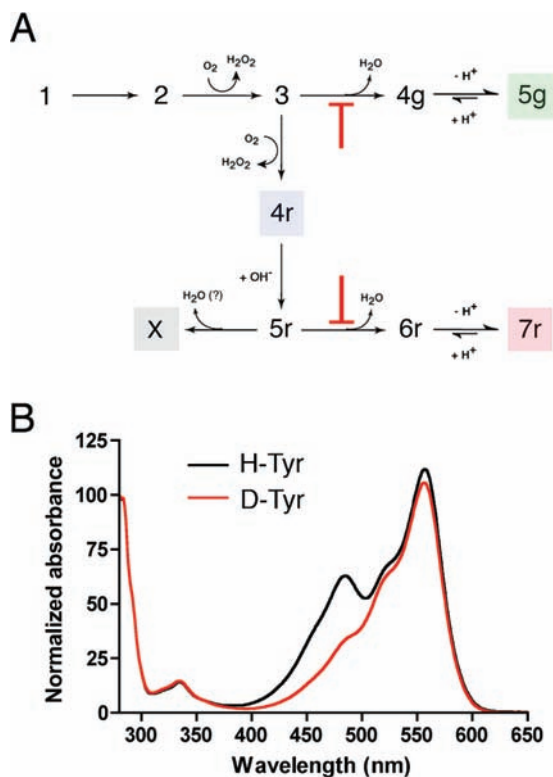 A
O₂ H₂O₂ H₂O - H⁺
1 2 3 4g 5g
+ H⁺
O₂
H₂O₂
4r
+ OH⁻
H₂O (?) H₂O - H⁺
X 5r 6r 7r
+ H⁺
B
125
H-Tyr
D-Tyr
100
75
50
25
0
300 350 400 450 500 550 600 650
Normalized absorbance
Wavelength (nm)